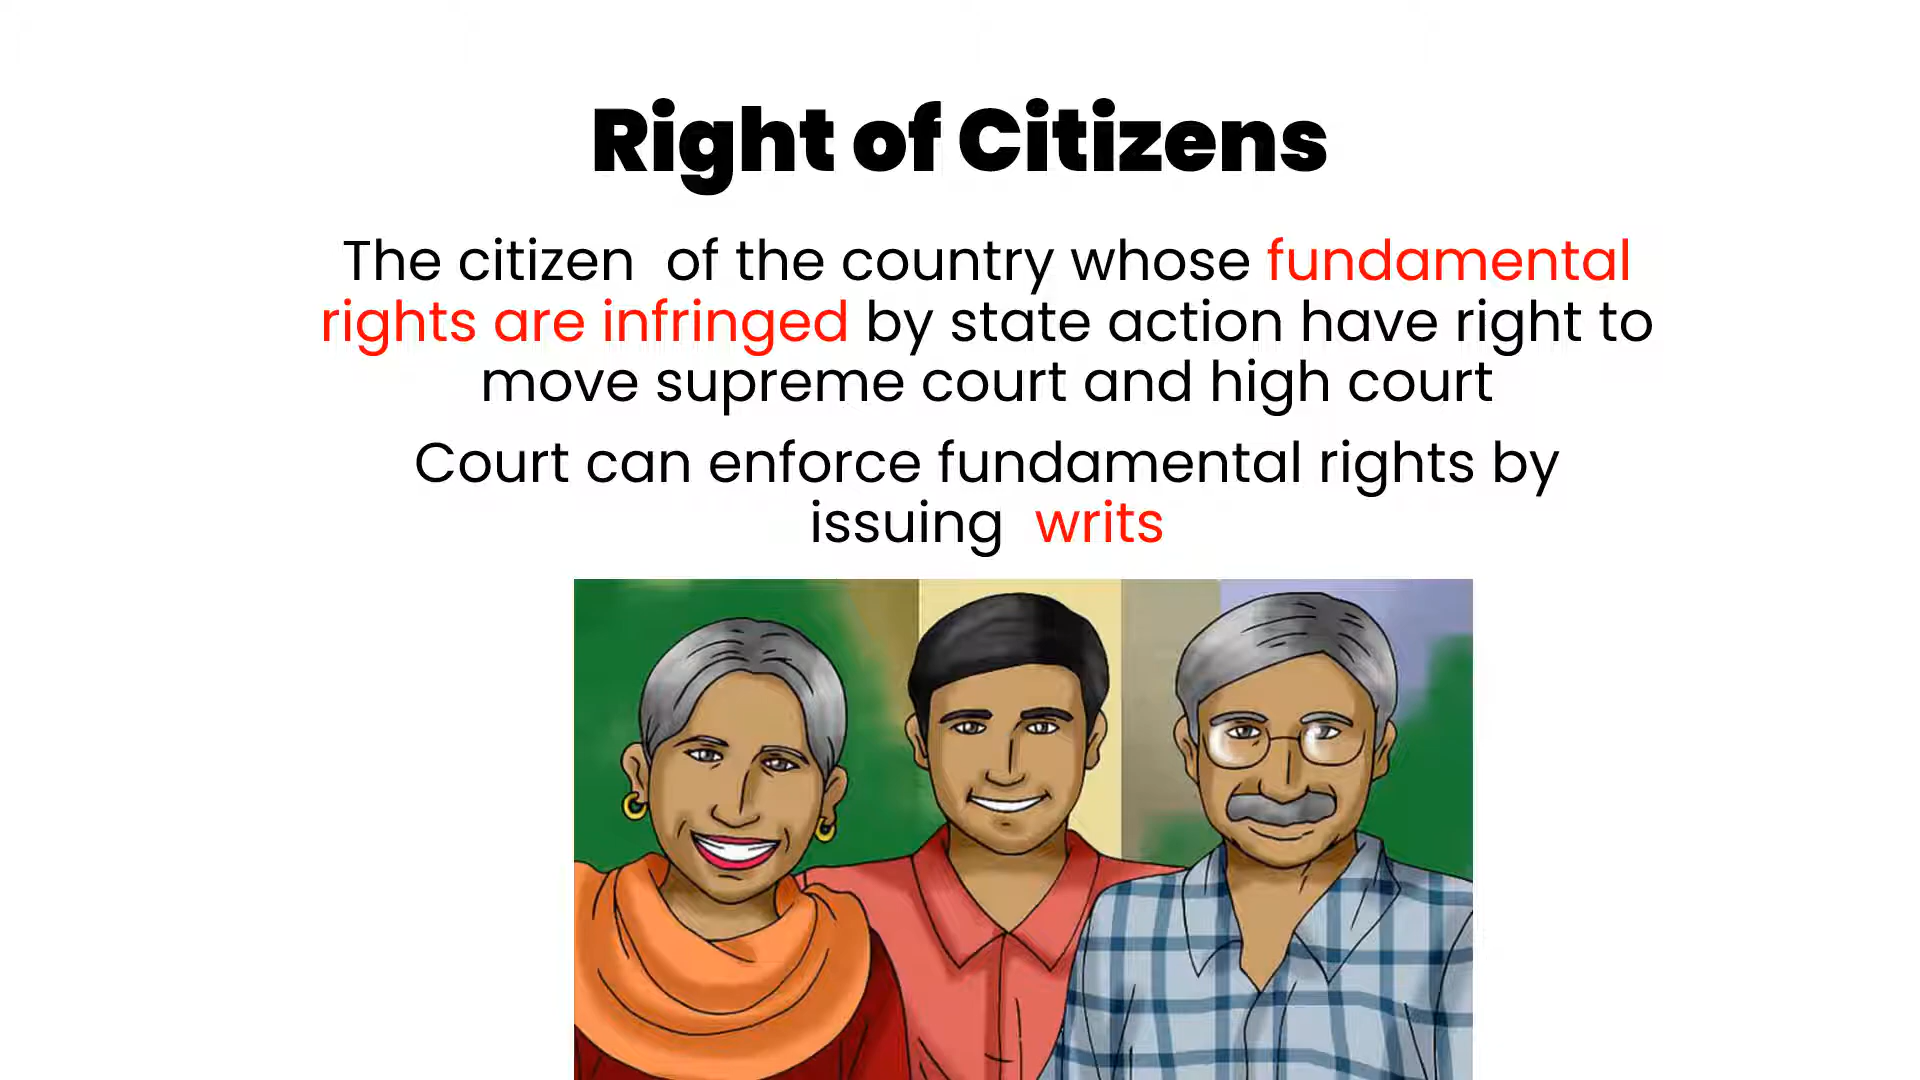 Right of Citizens
The citizen  of the country whose fundamental
rights are infringed by state action have right to
move supreme court and high court
Court can enforce fundamental rights by
issuing  writs